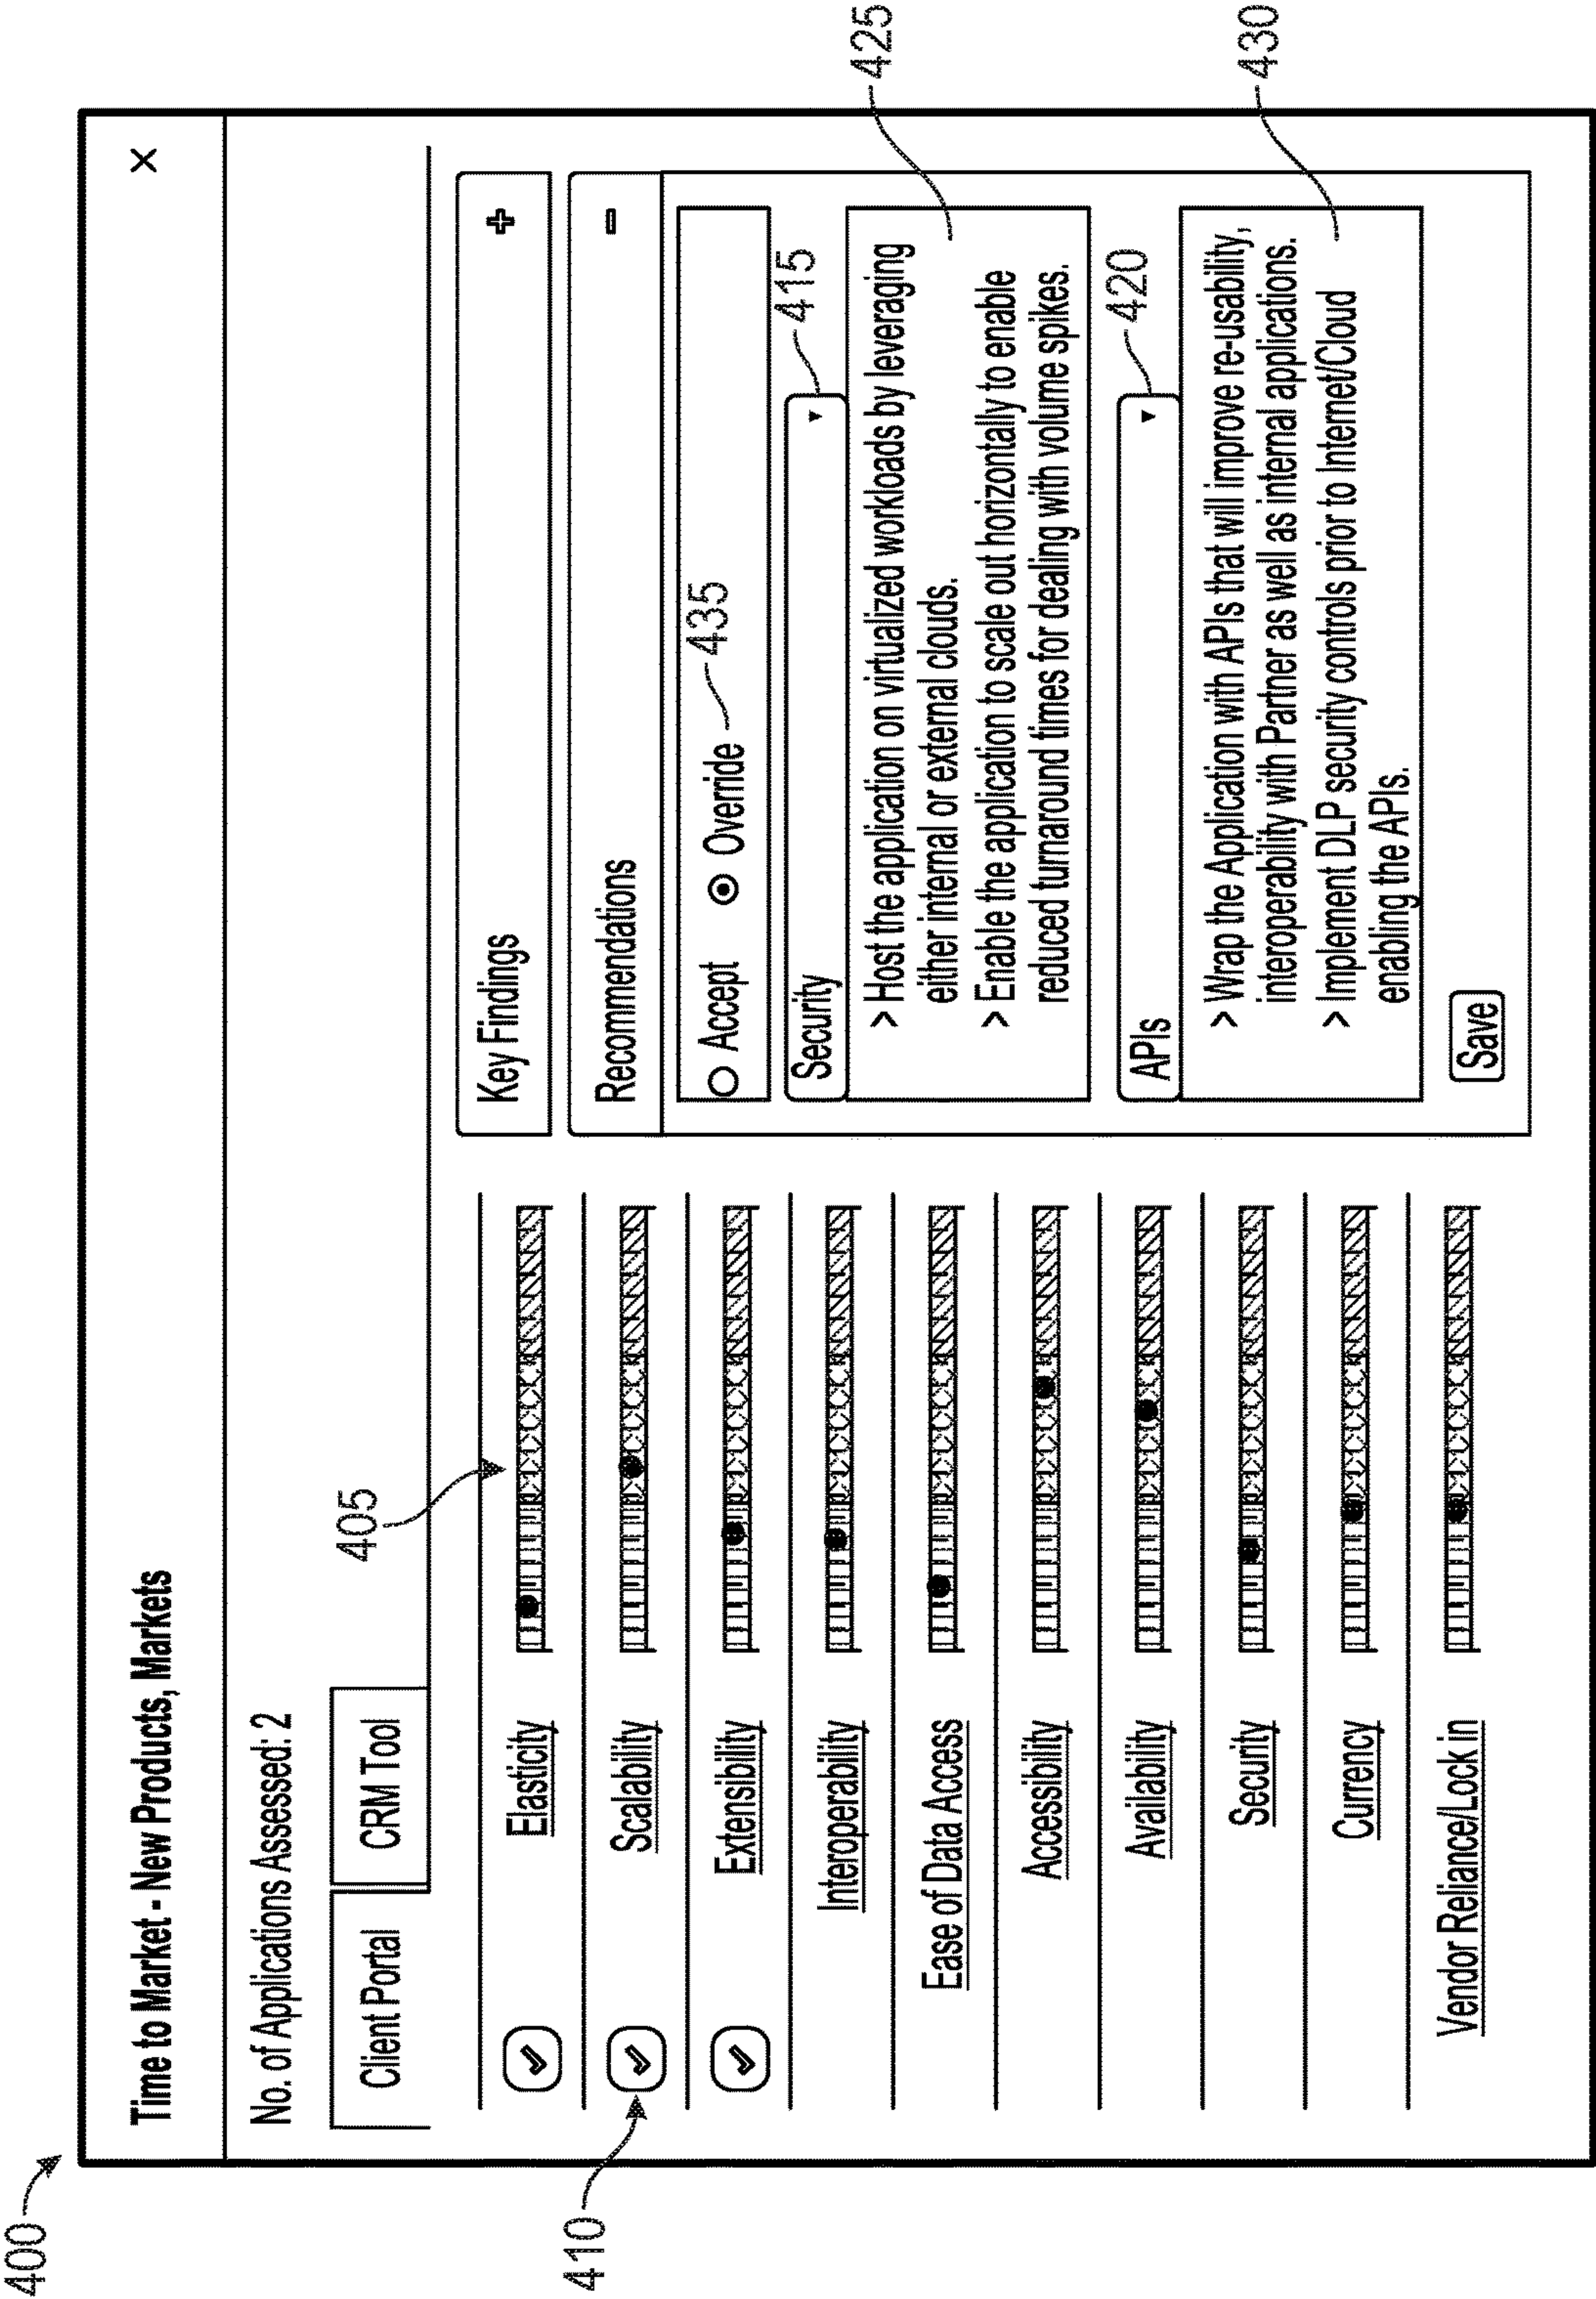 400
Time to Market - New Products, Markets
X
No. of Applications Assessed: 2
Client Portal
CRM Tool
405
410
Elasticity
Scalability
Extensibility
Interoperability
Ease of Data Access
Accessibility
Availability
Security
Currency
Vendor Reliance/Lock in
Key Findings +
Recommendations –
Accept Override 435
Security 415
> Host the application on virtualized workloads by leveraging
either internal or external clouds.
> Enable the application to scale out horizontally to enable
reduced turnaround times for dealing with volume spikes.
425
APIs 420
> Wrap the Application with APIs that will improve re-usability,
interoperability with Partner as well as internal applications.
> Implement DLP security controls prior to Internet/Cloud
enabling the APIs.
430
Save